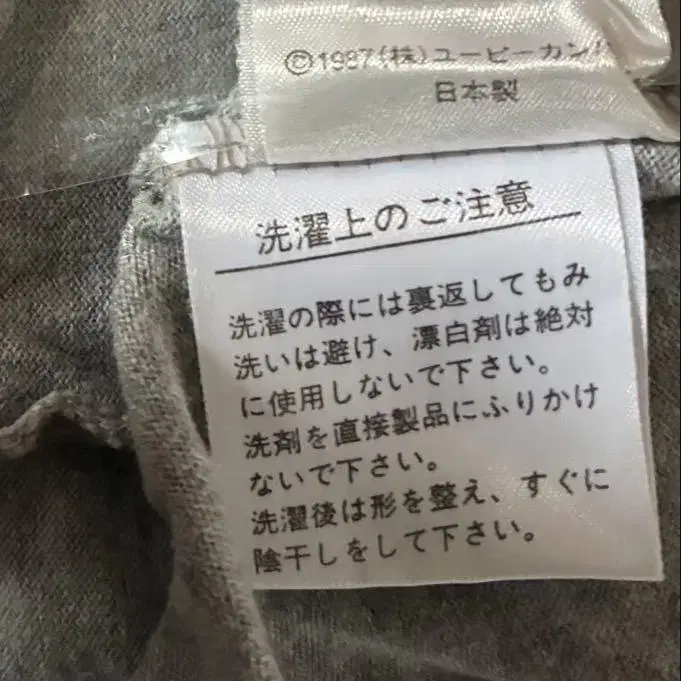 ©1987(株)ユーピーカン
日本製
洗濯上のご注意
洗濯の際には裏返してもみ
洗いは避け、漂白剤は絶対
に使用しないで下さい。
洗剤を直接製品にふりかけ
ないで下さい。
洗濯後は形を整え、すぐに
陰干しをして下さい。